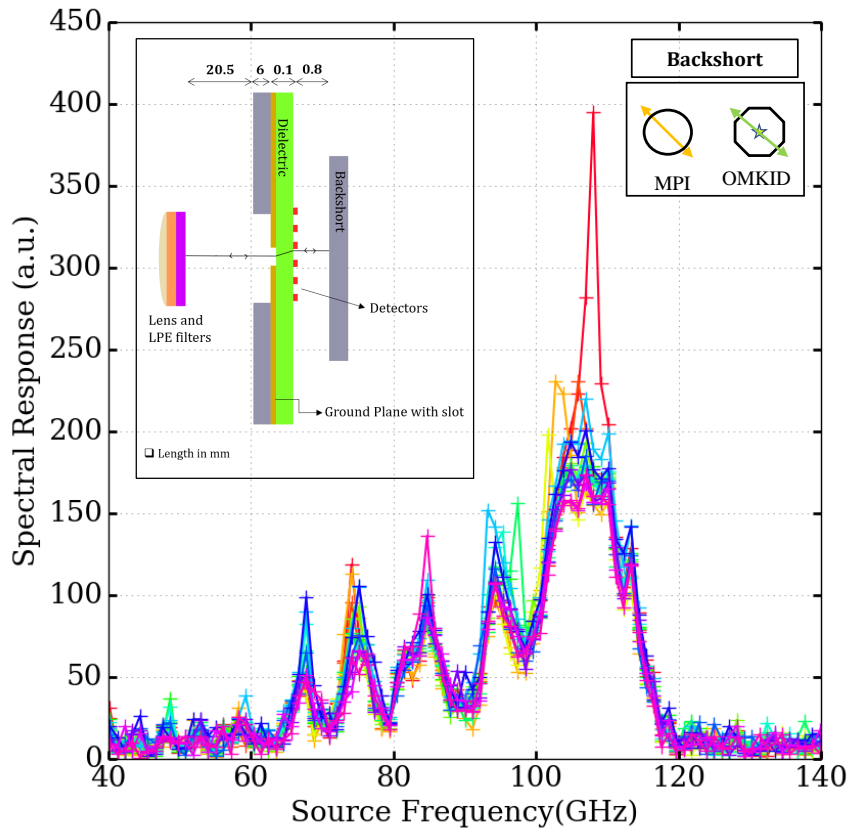 450
400
350
300
250
200
150
100
50
0
40
60
80
100
120
140
Spectral Response (a.u.)
Source Frequency(GHz)
20.5 6 0.1 0.8
Dielectric
Backshort
Lens and
LPE filters
Detectors
Ground Plane with slot
❑ Length in mm
Backshort
MPI
OMKID